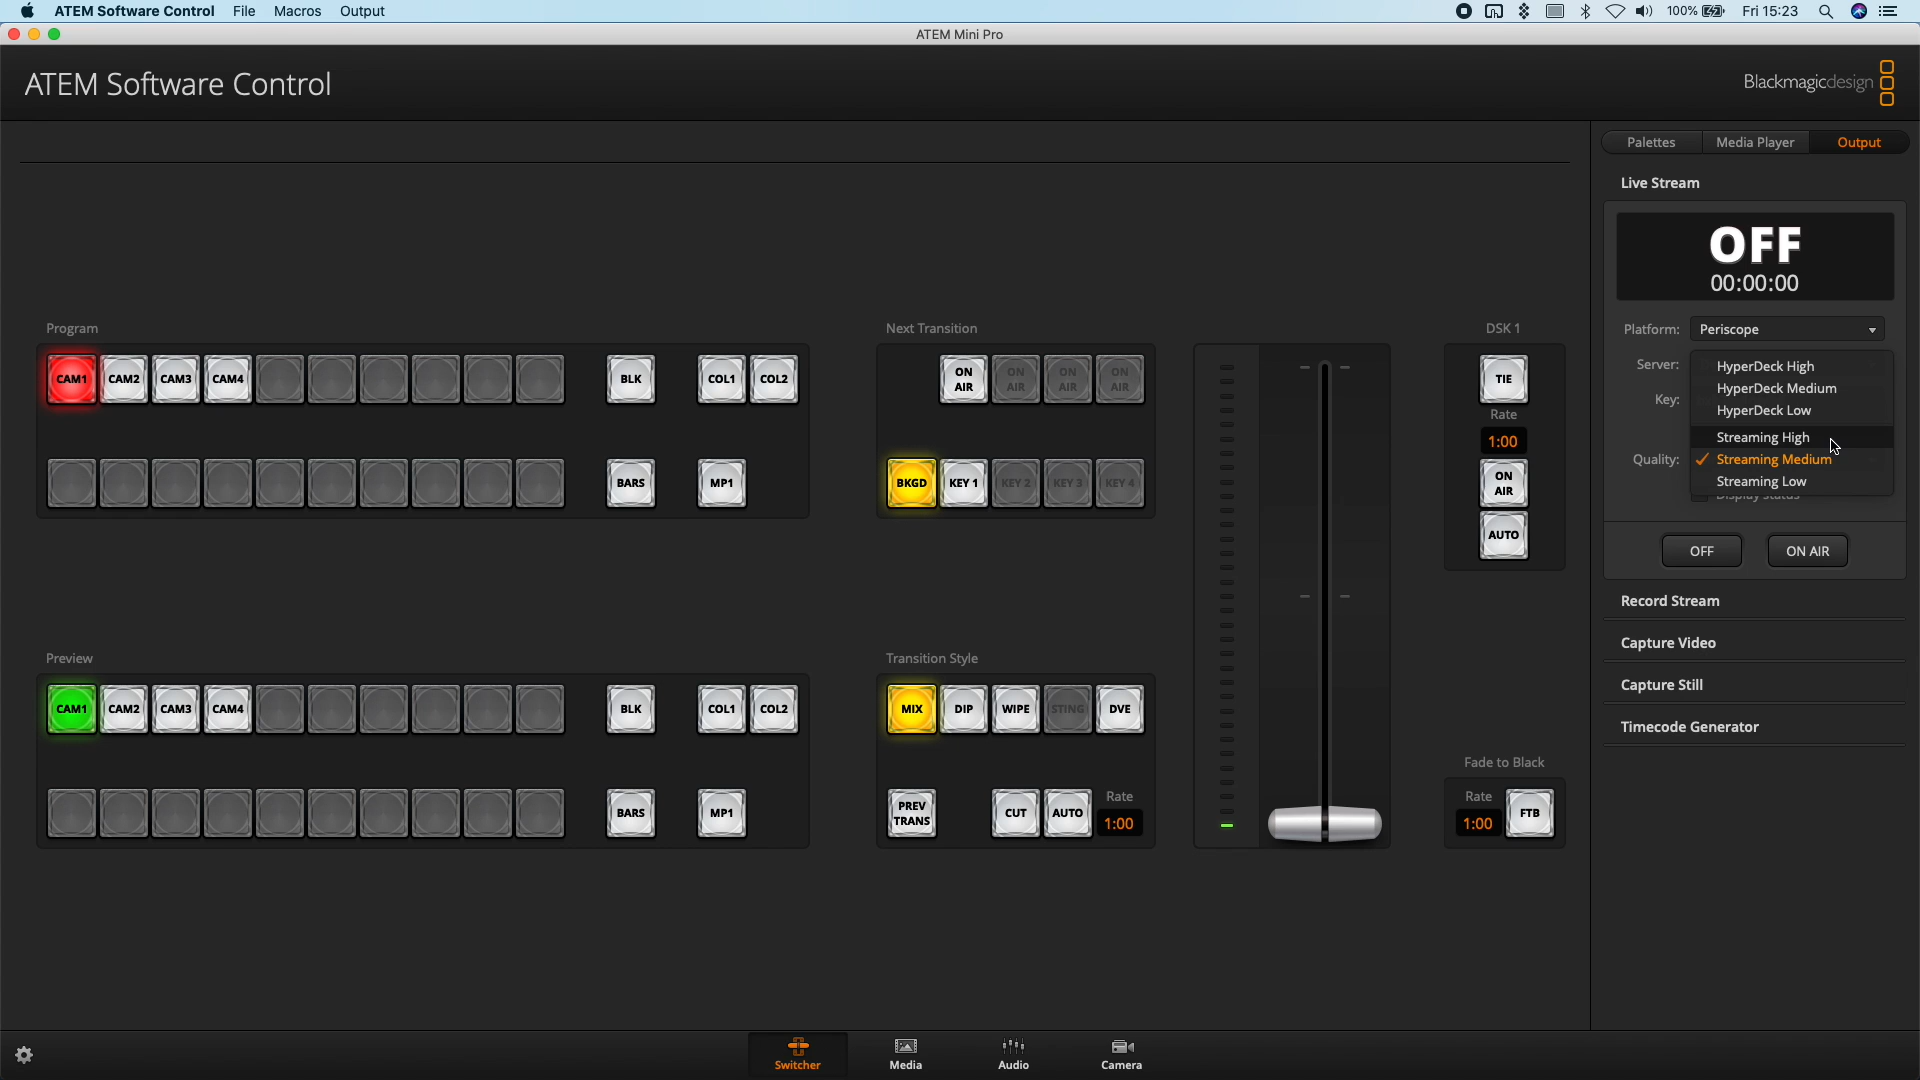 ATEM Software Control File Macros Output 100% Fri 15:23
ATEM Mini Pro
ATEM Software Control
Blackmagicdesign
Palettes Media Player Output
Live Stream
OFF
00:00:00
Platform: Periscope
Server:
Key:
Quality:
HyperDeck High
HyperDeck Medium
HyperDeck Low
Streaming High
Streaming Medium
Streaming Low
Display status
OFF ON AIR
Record Stream
Capture Video
Capture Still
Timecode Generator
Program
CAM1 CAM2 CAM3 CAM4 BLK COL1 COL2
BARS MP1
Next Transition
ON AIR ON AIR ON AIR ON AIR
BKGD KEY 1 KEY 2 KEY 3 KEY 4
DSK 1
TIE
Rate
1:00
ON AIR
AUTO
Preview
CAM1 CAM2 CAM3 CAM4 BLK COL1 COL2
BARS MP1
Transition Style
MIX DIP WIPE STING DVE
PREV TRANS CUT AUTO Rate 1:00
Fade to Black
Rate
1:00 FTB
Switcher Media Audio Camera